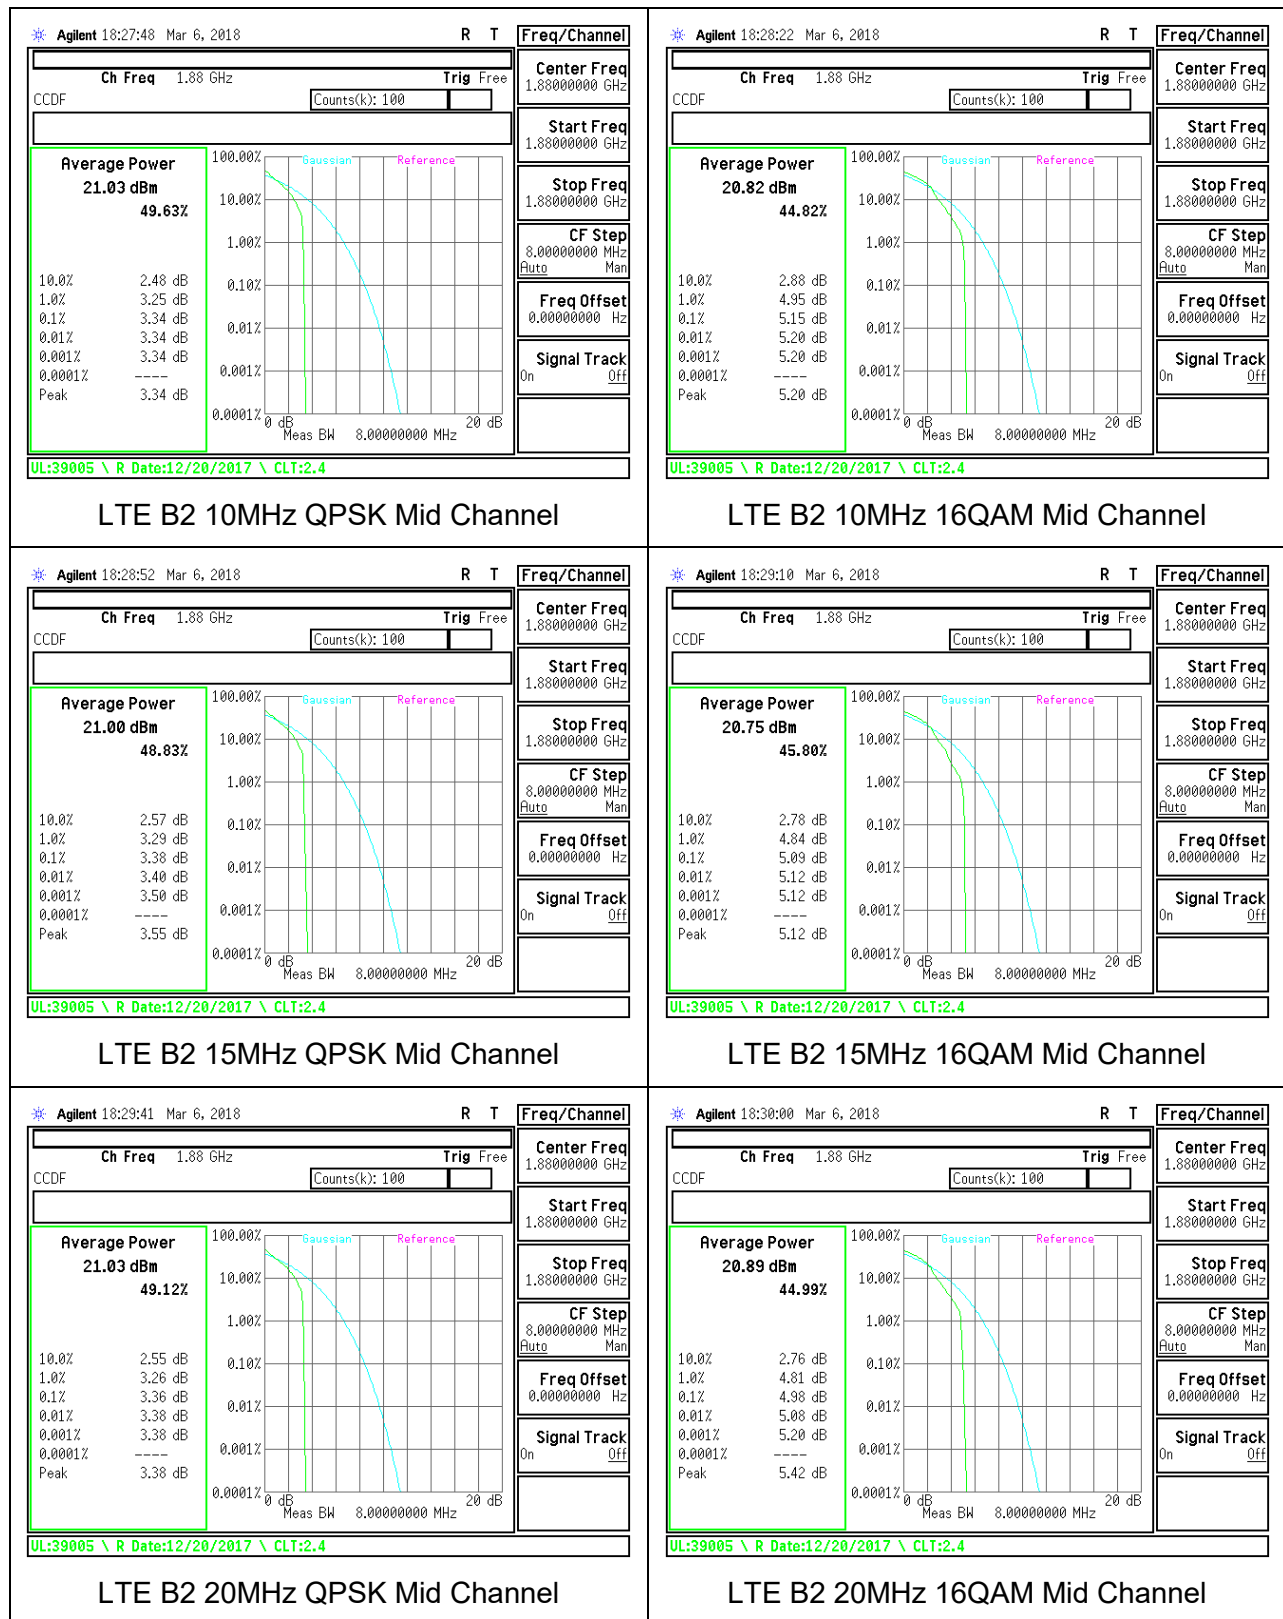 Agilent 18:27:48 Mar 6, 2018 R T Freq/Channel
Ch Freq 1.88 GHz Trig Free
CCDF Counts(k): 100
Average Power
21.03 dBm
49.63%
10.0% 2.48 dB
1.0% 3.25 dB
0.1% 3.34 dB
0.01% 3.34 dB
0.001% 3.34 dB
0.0001% ----
Peak 3.34 dB
Gaussian Reference
100.00%
10.00%
1.00%
0.10%
0.01%
0.001%
0.0001%
0 dB 20 dB
Meas BW 8.00000000 MHz
Center Freq
1.88000000 GHz
Start Freq
1.88000000 GHz
Stop Freq
1.88000000 GHz
CF Step
8.00000000 MHz
Auto Man
Freq Offset
0.00000000 Hz
Signal Track
On Off
UL:39005 \ R Date:12/20/2017 \ CLT:2.4
LTE B2 10MHz QPSK Mid Channel
Agilent 18:28:22 Mar 6, 2018 R T Freq/Channel
Ch Freq 1.88 GHz Trig Free
CCDF Counts(k): 100
Average Power
20.82 dBm
44.82%
10.0% 2.88 dB
1.0% 4.95 dB
0.1% 5.15 dB
0.01% 5.20 dB
0.001% 5.20 dB
0.0001% ----
Peak 5.20 dB
Gaussian Reference
100.00%
10.00%
1.00%
0.10%
0.01%
0.001%
0.0001%
0 dB 20 dB
Meas BW 8.00000000 MHz
Center Freq
1.88000000 GHz
Start Freq
1.88000000 GHz
Stop Freq
1.88000000 GHz
CF Step
8.00000000 MHz
Auto Man
Freq Offset
0.00000000 Hz
Signal Track
On Off
UL:39005 \ R Date:12/20/2017 \ CLT:2.4
LTE B2 10MHz 16QAM Mid Channel
Agilent 18:28:52 Mar 6, 2018 R T Freq/Channel
Ch Freq 1.88 GHz Trig Free
CCDF Counts(k): 100
Average Power
21.00 dBm
48.83%
10.0% 2.57 dB
1.0% 3.29 dB
0.1% 3.38 dB
0.01% 3.40 dB
0.001% 3.50 dB
0.0001% ----
Peak 3.55 dB
Gaussian Reference
100.00%
10.00%
1.00%
0.10%
0.01%
0.001%
0.0001%
0 dB 20 dB
Meas BW 8.00000000 MHz
Center Freq
1.88000000 GHz
Start Freq
1.88000000 GHz
Stop Freq
1.88000000 GHz
CF Step
8.00000000 MHz
Auto Man
Freq Offset
0.00000000 Hz
Signal Track
On Off
UL:39005 \ R Date:12/20/2017 \ CLT:2.4
LTE B2 15MHz QPSK Mid Channel
Agilent 18:29:10 Mar 6, 2018 R T Freq/Channel
Ch Freq 1.88 GHz Trig Free
CCDF Counts(k): 100
Average Power
20.75 dBm
45.80%
10.0% 2.78 dB
1.0% 4.84 dB
0.1% 5.09 dB
0.01% 5.12 dB
0.001% 5.12 dB
0.0001% ----
Peak 5.12 dB
Gaussian Reference
100.00%
10.00%
1.00%
0.10%
0.01%
0.001%
0.0001%
0 dB 20 dB
Meas BW 8.00000000 MHz
Center Freq
1.88000000 GHz
Start Freq
1.88000000 GHz
Stop Freq
1.88000000 GHz
CF Step
8.00000000 MHz
Auto Man
Freq Offset
0.00000000 Hz
Signal Track
On Off
UL:39005 \ R Date:12/20/2017 \ CLT:2.4
LTE B2 15MHz 16QAM Mid Channel
Agilent 18:29:41 Mar 6, 2018 R T Freq/Channel
Ch Freq 1.88 GHz Trig Free
CCDF Counts(k): 100
Average Power
21.03 dBm
49.12%
10.0% 2.55 dB
1.0% 3.26 dB
0.1% 3.36 dB
0.01% 3.38 dB
0.001% 3.38 dB
0.0001% ----
Peak 3.38 dB
Gaussian Reference
100.00%
10.00%
1.00%
0.10%
0.01%
0.001%
0.0001%
0 dB 20 dB
Meas BW 8.00000000 MHz
Center Freq
1.88000000 GHz
Start Freq
1.88000000 GHz
Stop Freq
1.88000000 GHz
CF Step
8.00000000 MHz
Auto Man
Freq Offset
0.00000000 Hz
Signal Track
On Off
UL:39005 \ R Date:12/20/2017 \ CLT:2.4
LTE B2 20MHz QPSK Mid Channel
Agilent 18:30:00 Mar 6, 2018 R T Freq/Channel
Ch Freq 1.88 GHz Trig Free
CCDF Counts(k): 100
Average Power
20.89 dBm
44.99%
10.0% 2.76 dB
1.0% 4.81 dB
0.1% 4.98 dB
0.01% 5.08 dB
0.001% 5.20 dB
0.0001% ----
Peak 5.42 dB
Gaussian Reference
100.00%
10.00%
1.00%
0.10%
0.01%
0.001%
0.0001%
0 dB 20 dB
Meas BW 8.00000000 MHz
Center Freq
1.88000000 GHz
Start Freq
1.88000000 GHz
Stop Freq
1.88000000 GHz
CF Step
8.00000000 MHz
Auto Man
Freq Offset
0.00000000 Hz
Signal Track
On Off
UL:39005 \ R Date:12/20/2017 \ CLT:2.4
LTE B2 20MHz 16QAM Mid Channel